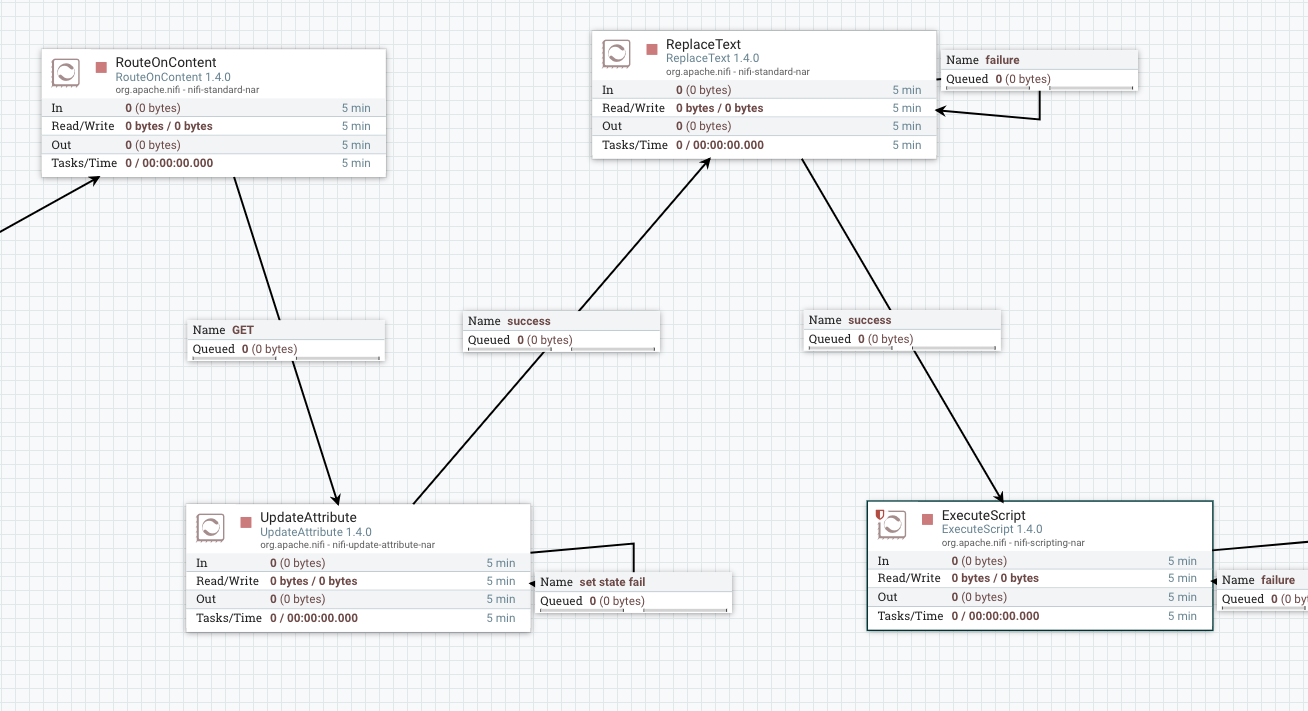 RouteOnContent
RouteOnContent 1.4.0
org.apache.nifi - nifi-standard-nar
In 0 (0 bytes) 5 min
Read/Write 0 bytes / 0 bytes 5 min
Out 0 (0 bytes) 5 min
Tasks/Time 0 / 00:00:00.000 5 min
ReplaceText
ReplaceText 1.4.0
org.apache.nifi - nifi-standard-nar
In 0 (0 bytes) 5 min
Read/Write 0 bytes / 0 bytes 5 min
Out 0 (0 bytes) 5 min
Tasks/Time 0 / 00:00:00.000 5 min
Name failure
Queued 0 (0 bytes)
Name GET
Queued 0 (0 bytes)
Name success
Queued 0 (0 bytes)
Name success
Queued 0 (0 bytes)
UpdateAttribute
UpdateAttribute 1.4.0
org.apache.nifi - nifi-update-attribute-nar
In 0 (0 bytes) 5 min
Read/Write 0 bytes / 0 bytes 5 min
Out 0 (0 bytes) 5 min
Tasks/Time 0 / 00:00:00.000 5 min
Name set state fail
Queued 0 (0 bytes)
ExecuteScript
ExecuteScript 1.4.0
org.apache.nifi - nifi-scripting-nar
In 0 (0 bytes) 5 min
Read/Write 0 bytes / 0 bytes 5 min
Out 0 (0 bytes) 5 min
Tasks/Time 0 / 00:00:00.000 5 min
Name failure
Queued 0 (0